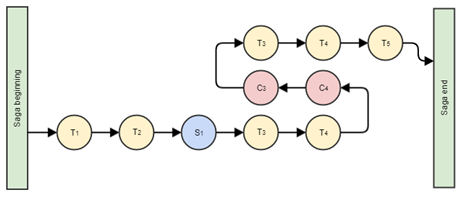 Saga beginning
T3
T4
T5
C3
C4
T1
T2
S1
T3
T4
Saga end